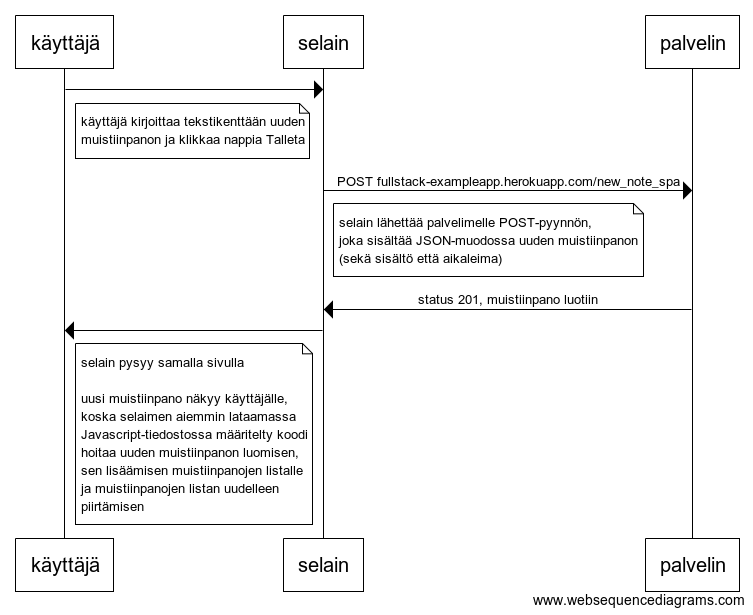 käyttäjä
selain
palvelin
käyttäjä kirjoittaa tekstikenttään uuden
muistiinpanon ja klikkaa nappia Talleta
POST fullstack-exampleapp.herokuapp.com/new_note_spa
selain lähettää palvelimelle POST-pyynnön,
joka sisältää JSON-muodossa uuden muistiinpanon
(sekä sisältö että aikaleima)
status 201, muistiinpano luotiin
selain pysyy samalla sivulla
uusi muistiinpano näkyy käyttäjälle,
koska selaimen aiemmin lataamassa
Javascript-tiedostossa määritelty koodi
hoitaa uuden muistiinpanon luomisen,
sen lisäämisen muistiinpanojen listalle
ja muistiinpanojen listan uudelleen
piirtämisen
käyttäjä
selain
palvelin
www.websequencediagrams.com